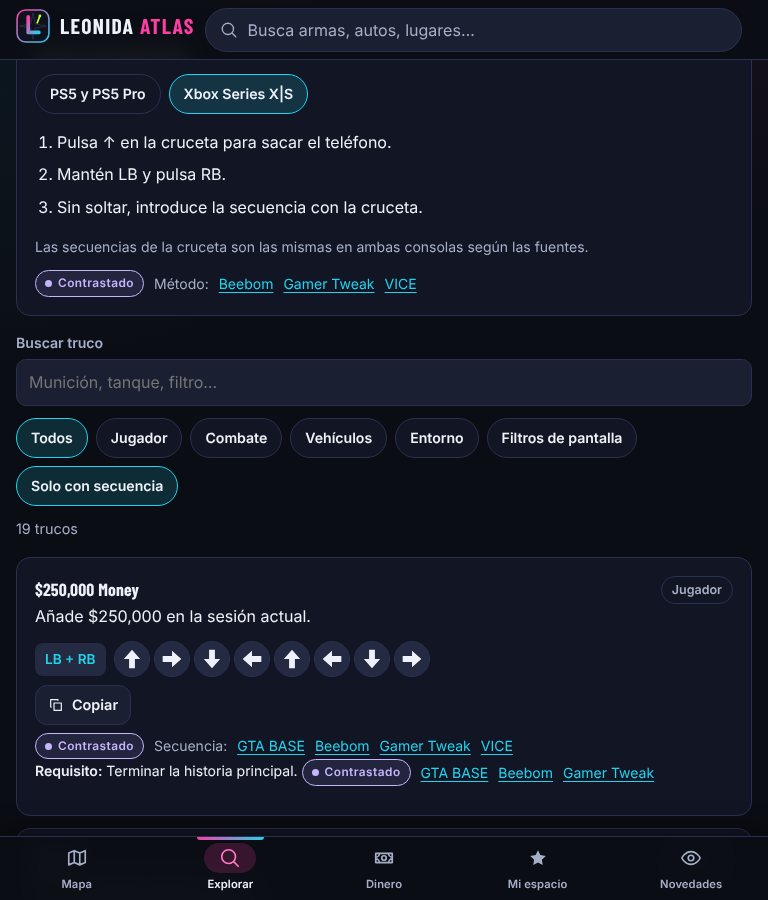 LEONIDA ATLAS
Busca armas, autos, lugares...
PS5 y PS5 Pro
Xbox Series X|S
1. Pulsa ↑ en la cruceta para sacar el teléfono.
2. Mantén LB y pulsa RB.
3. Sin soltar, introduce la secuencia con la cruceta.
Las secuencias de la cruceta son las mismas en ambas consolas según las fuentes.
Contrastado Método: Beebom Gamer Tweak VICE
Buscar truco
Munición, tanque, filtro...
Todos Jugador Combate Vehículos Entorno Filtros de pantalla
Solo con secuencia
19 trucos
$250,000 Money
Jugador
Añade $250,000 en la sesión actual.
LB + RB ↑ → ↓ ← ↑ ← ↓ →
Copiar
Contrastado Secuencia: GTA BASE Beebom Gamer Tweak VICE
Requisito: Terminar la historia principal. Contrastado GTA BASE Beebom Gamer Tweak
Mapa Explorar Dinero Mi espacio Novedades